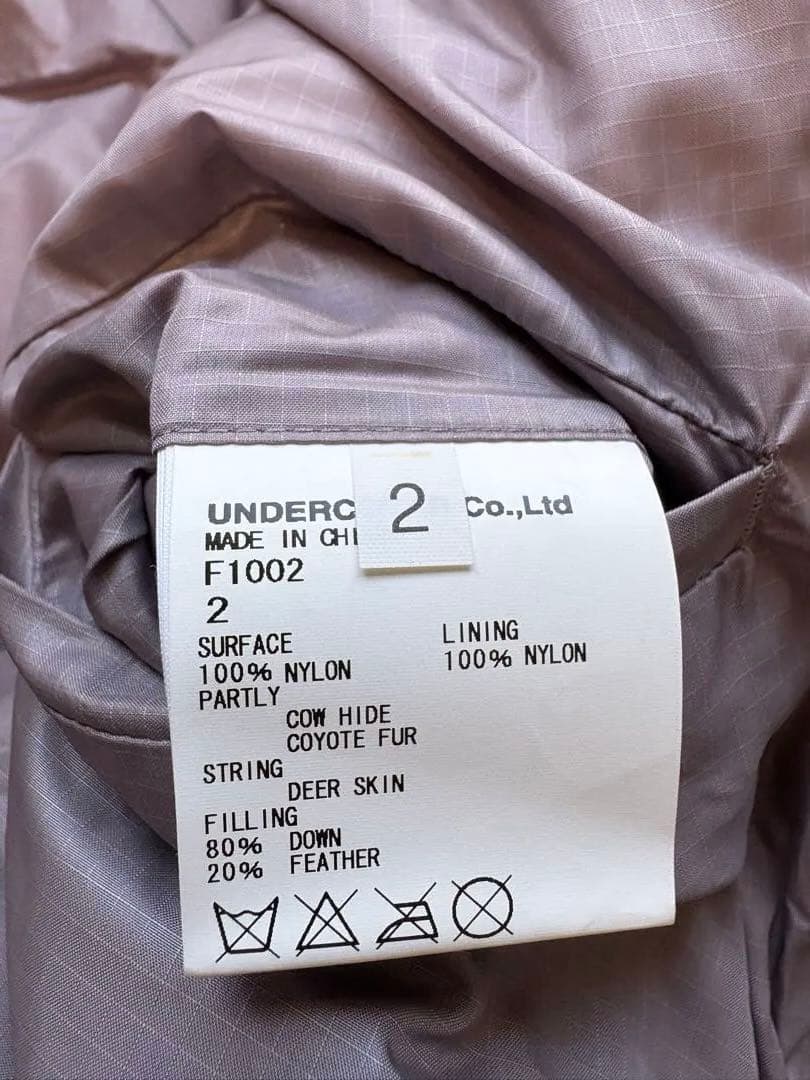 UNDERC Co.,Ltd
2
MADE IN CHI
F1002
2
SURFACE
100% NYLON
LINING
100% NYLON
PARTLY
COW HIDE
COYOTE FUR
STRING
DEER SKIN
FILLING
80% DOWN
20% FEATHER